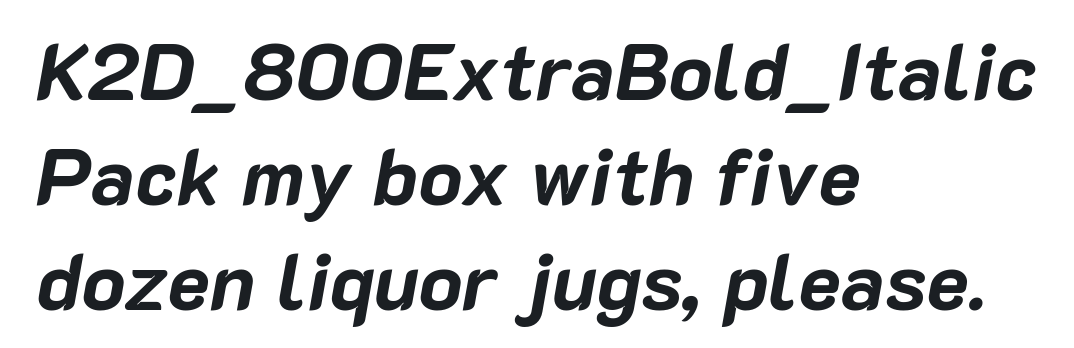 K2D_800ExtraBold_Italic
Pack my box with five
dozen liquor jugs, please.